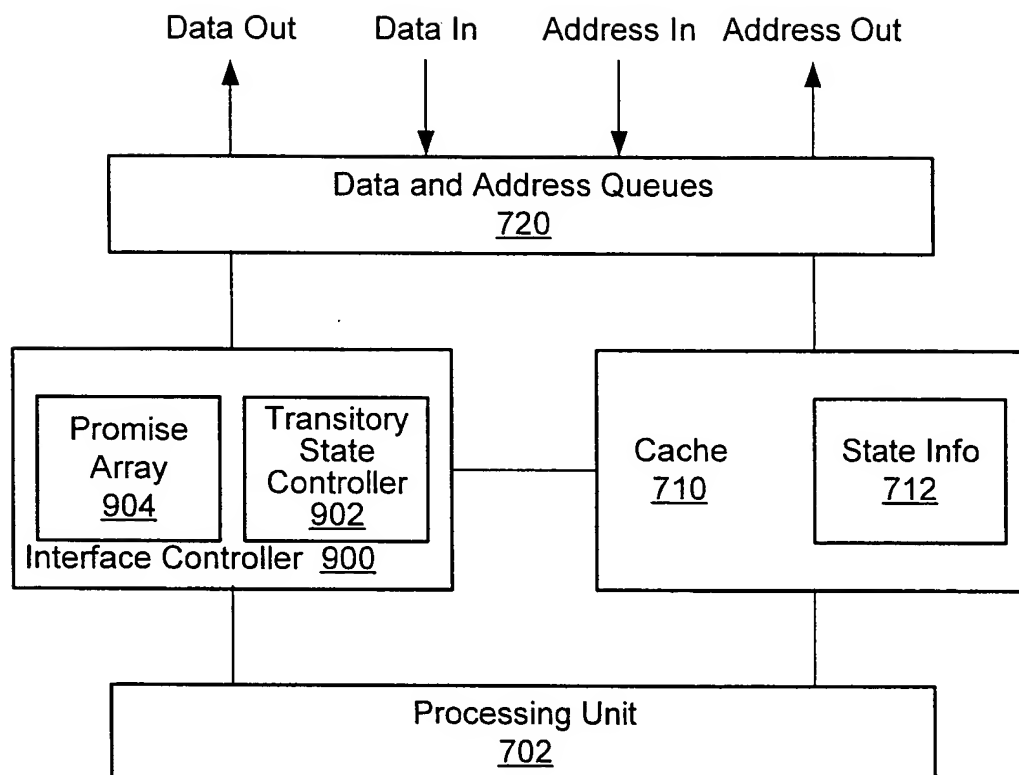 Data Out Data In Address In Address Out
Data and Address Queues
720
Promise
Array
904
Transitory
State
Controller
902
Interface Controller 900
Cache
710
State Info
712
Processing Unit
702